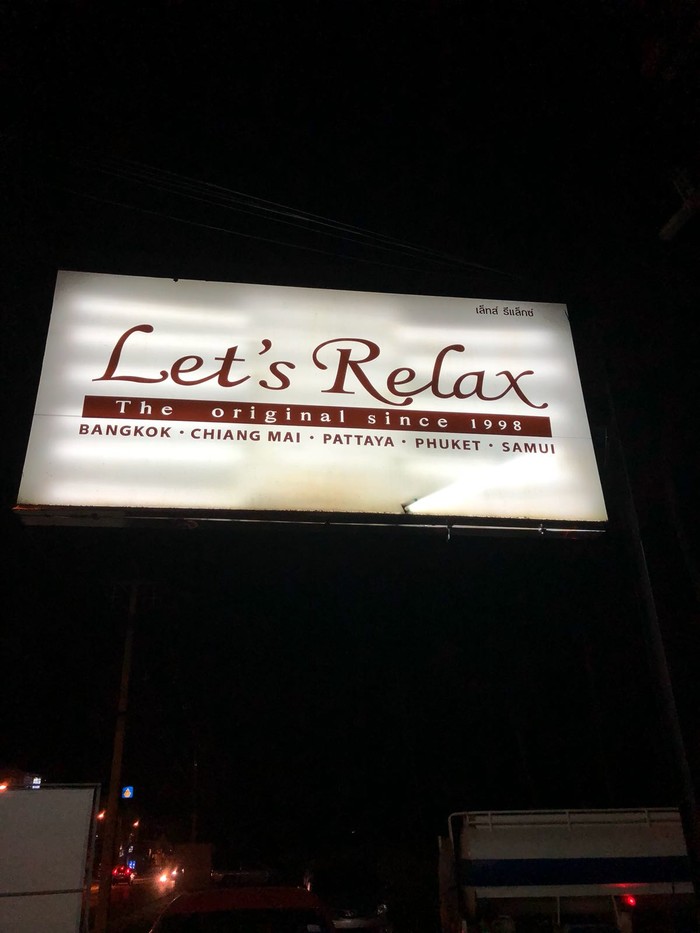 เล็ทส์ รีแล็กซ์
Let's Relax
The original since 1998
BANGKOK · CHIANG MAI · PATTAYA · PHUKET · SAMUI